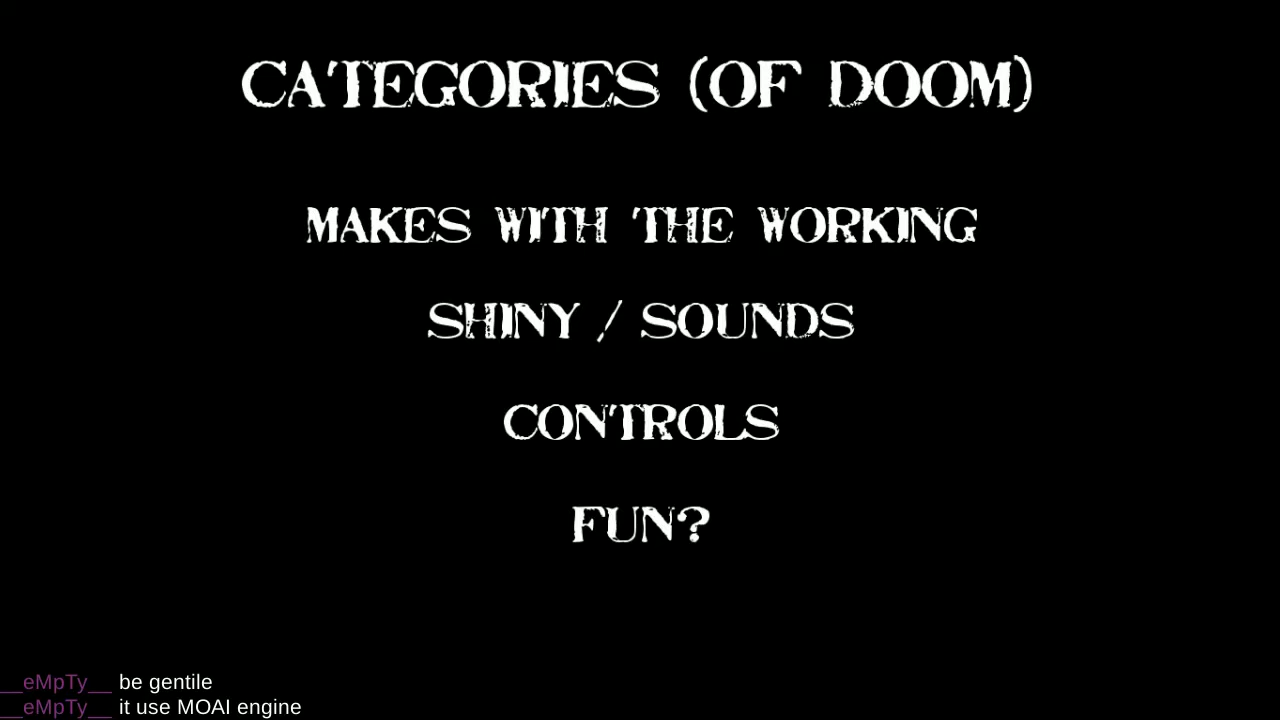 CATEGORIES (OF DOOM)
MAKES WITH THE WORKING
SHINY / SOUNDS
CONTROLS
FUN?
__eMpTy__ be gentile
__eMpTy__ it use MOAI engine